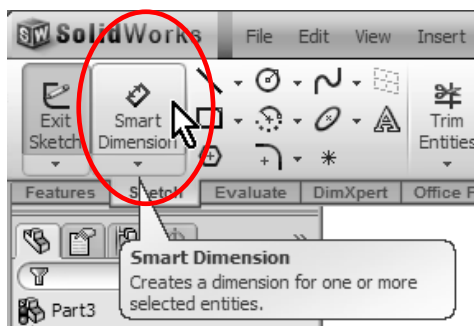 SolidWorks File Edit View Insert
Exit Sketch
Smart Dimension
Trim Entities
Features Sketch Evaluate DimXpert Office
Smart Dimension
Creates a dimension for one or more
selected entities.
Part3